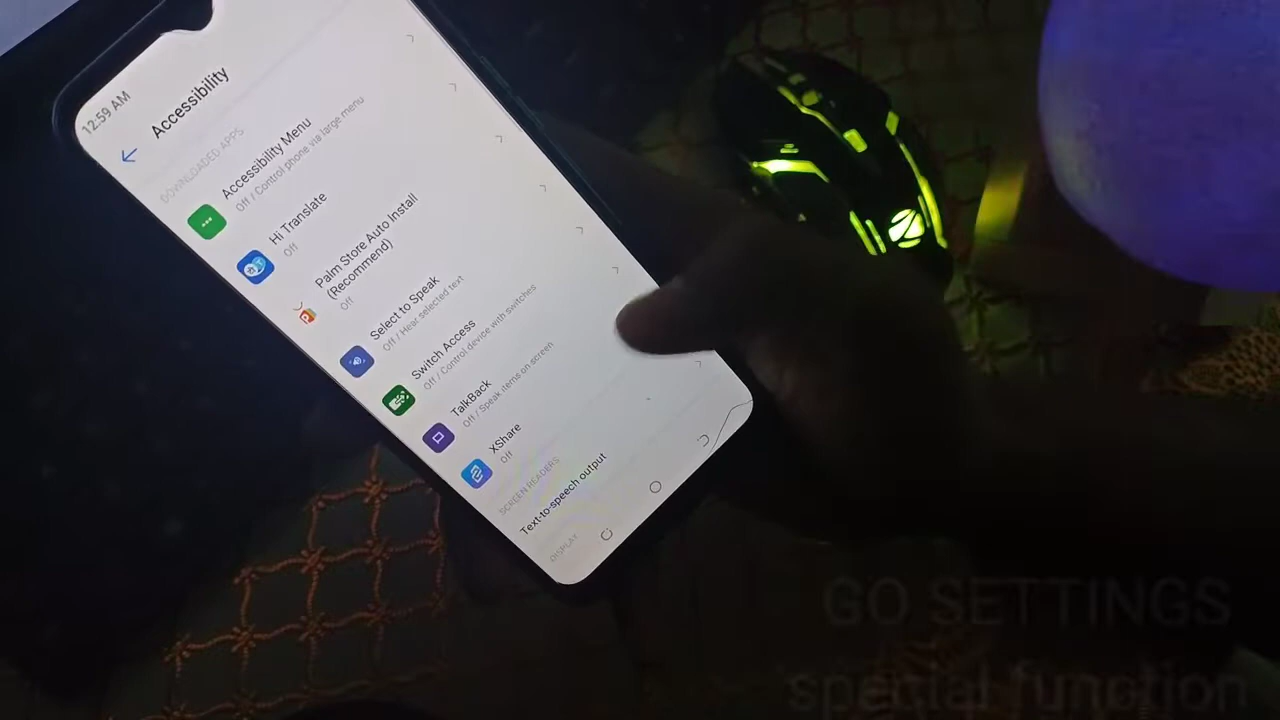 12:59 AM
Accessibility
DOWNLOADED APPS
Accessibility Menu
Off / Control phone via large menu
Hi Translate
Off
Palm Store Auto Install
(Recommend)
Off
Select to Speak
Off / Hear selected text
Switch Access
Off / Control device with switches
TalkBack
Off / Speak items on screen
XShare
Off
SCREEN READERS
Text-to-speech output
DISPLAY
GO SETTINGS
special function